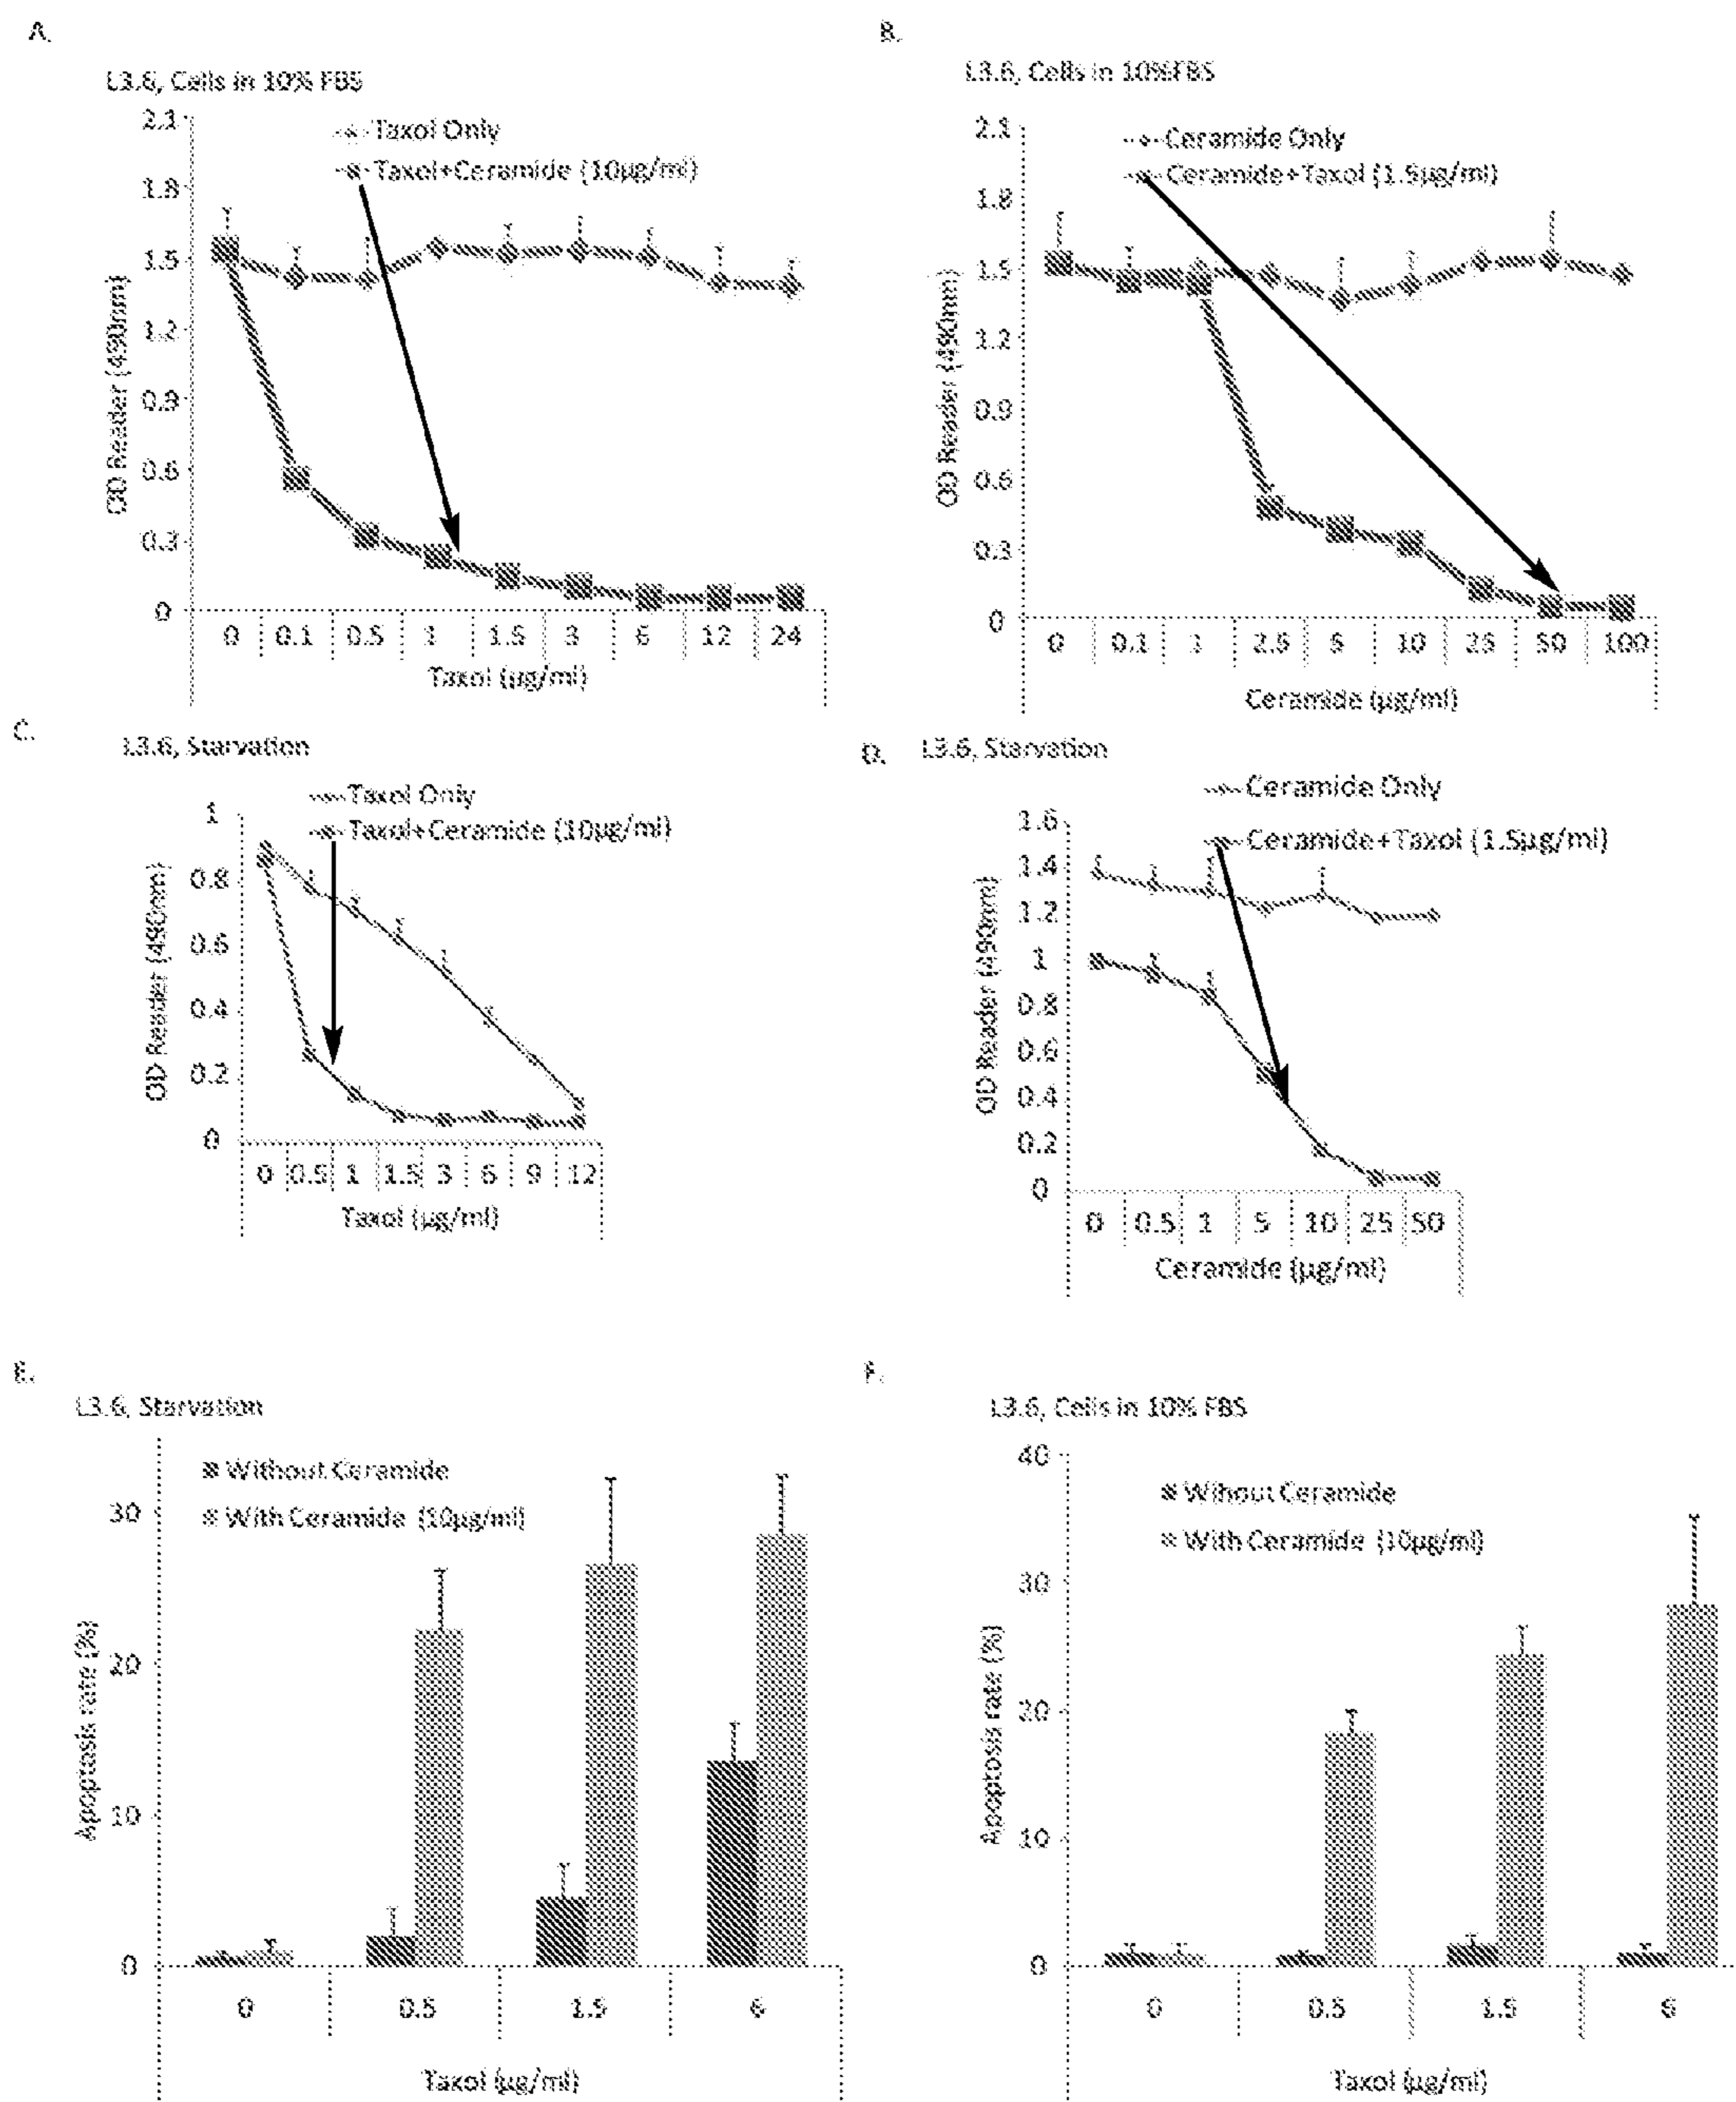 A.
L3.6, Cells in 10% FBS
Taxol Only
Taxol+Ceramide (10µg/ml)
2.1
1.8
1.5
1.2
0.9
0.6
0.3
0
OD Reader (490nm)
0 0.1 0.5 1 1.5 3 6 12 24
Taxol (µg/ml)
B.
L3.6, Cells in 10%FBS
Ceramide Only
Ceramide+Taxol (1.5µg/ml)
2.1
1.8
1.5
1.2
0.9
0.6
0.3
0
OD Reader (490nm)
0 0.1 1 2.5 5 10 25 50 100
Ceramide (µg/ml)
C.
L3.6, Starvation
Taxol Only
Taxol+Ceramide (10µg/ml)
1
0.8
0.6
0.4
0.2
0
OD Reader (490nm)
0 0.5 1 1.5 3 6 9 12
Taxol (µg/ml)
D.
L3.6, Starvation
Ceramide Only
Ceramide+Taxol (1.5µg/ml)
1.6
1.4
1.2
1
0.8
0.6
0.4
0.2
0
OD Reader (490nm)
0 0.5 1 5 10 25 50
Ceramide (µg/ml)
E.
L3.6, Starvation
Without Ceramide
With Ceramide (10µg/ml)
30
20
10
0
Apoptosis rate (%)
0 0.5 1.5 6
Taxol (µg/ml)
F.
L3.6, Cells in 10% FBS
Wihout Ceramide
With Ceramide (10µg/ml)
40
30
20
10
0
Apoptosis rate (%)
0 0.5 1.5 6
Taxol (µg/ml)